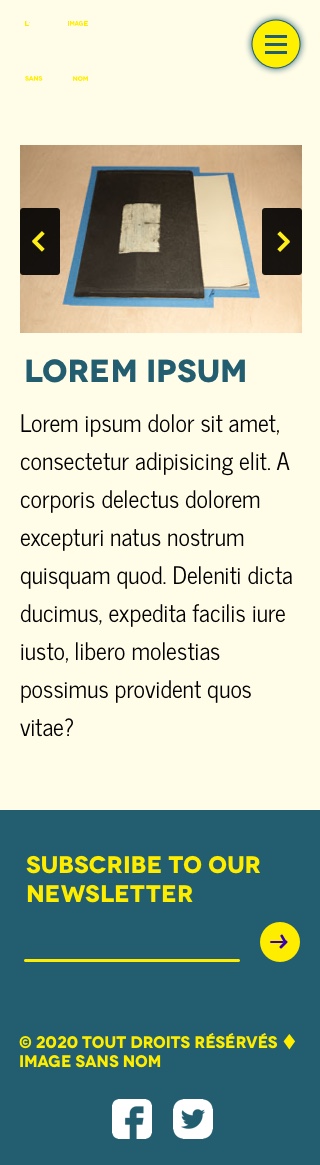 L' IMAGE
SANS NOM
LOREM IPSUM
Lorem ipsum dolor sit amet,
consectetur adipisicing elit. A
corporis delectus dolorem
excepturi natus nostrum
quisquam quod. Deleniti dicta
ducimus, expedita facilis iure
iusto, libero molestias
possimus provident quos
vitae?
SUBSCRIBE TO OUR
NEWSLETTER
© 2020 TOUT DROITS RÉSÉRVÉS ♦
IMAGE SANS NOM